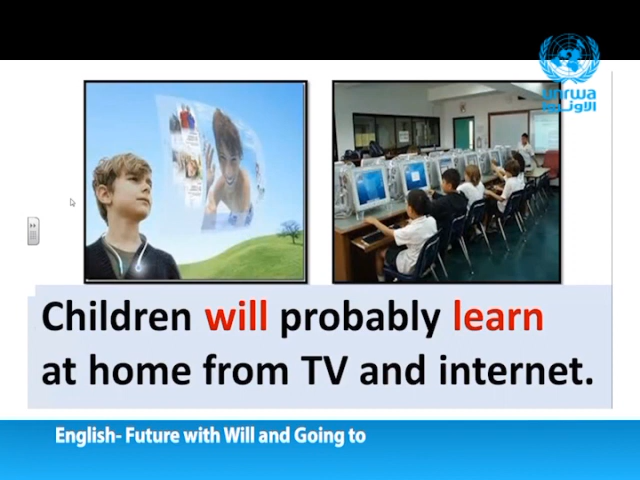 unrwa
الأونروا
Children will probably learn
at home from TV and internet.
English- Future with Will and Going to